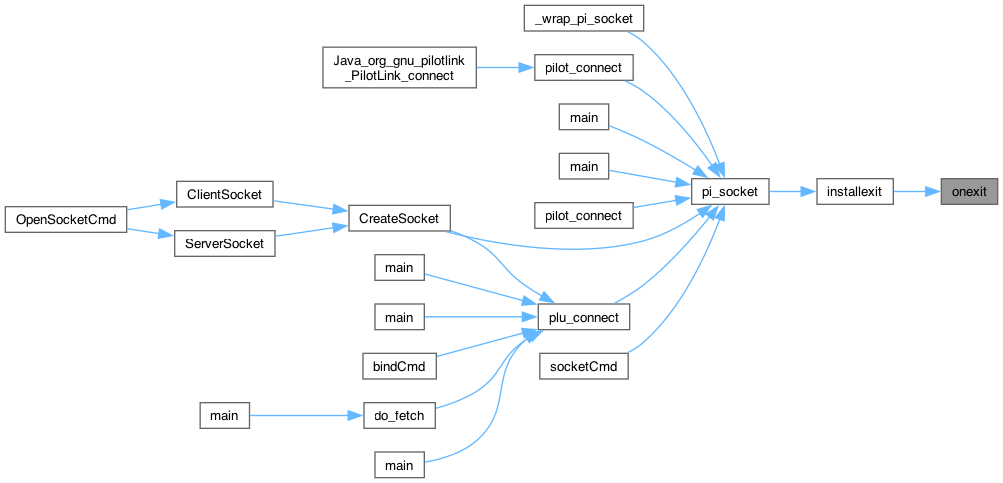 _wrap_pi_socket
Java_org_gnu_pilotlink
_PilotLink_connect
pilot_connect
main
main
pi_socket
installexit
onexit
pilot_connect
ClientSocket
OpenSocketCmd
CreateSocket
ServerSocket
main
main
plu_connect
bindCmd
socketCmd
main
do_fetch
main